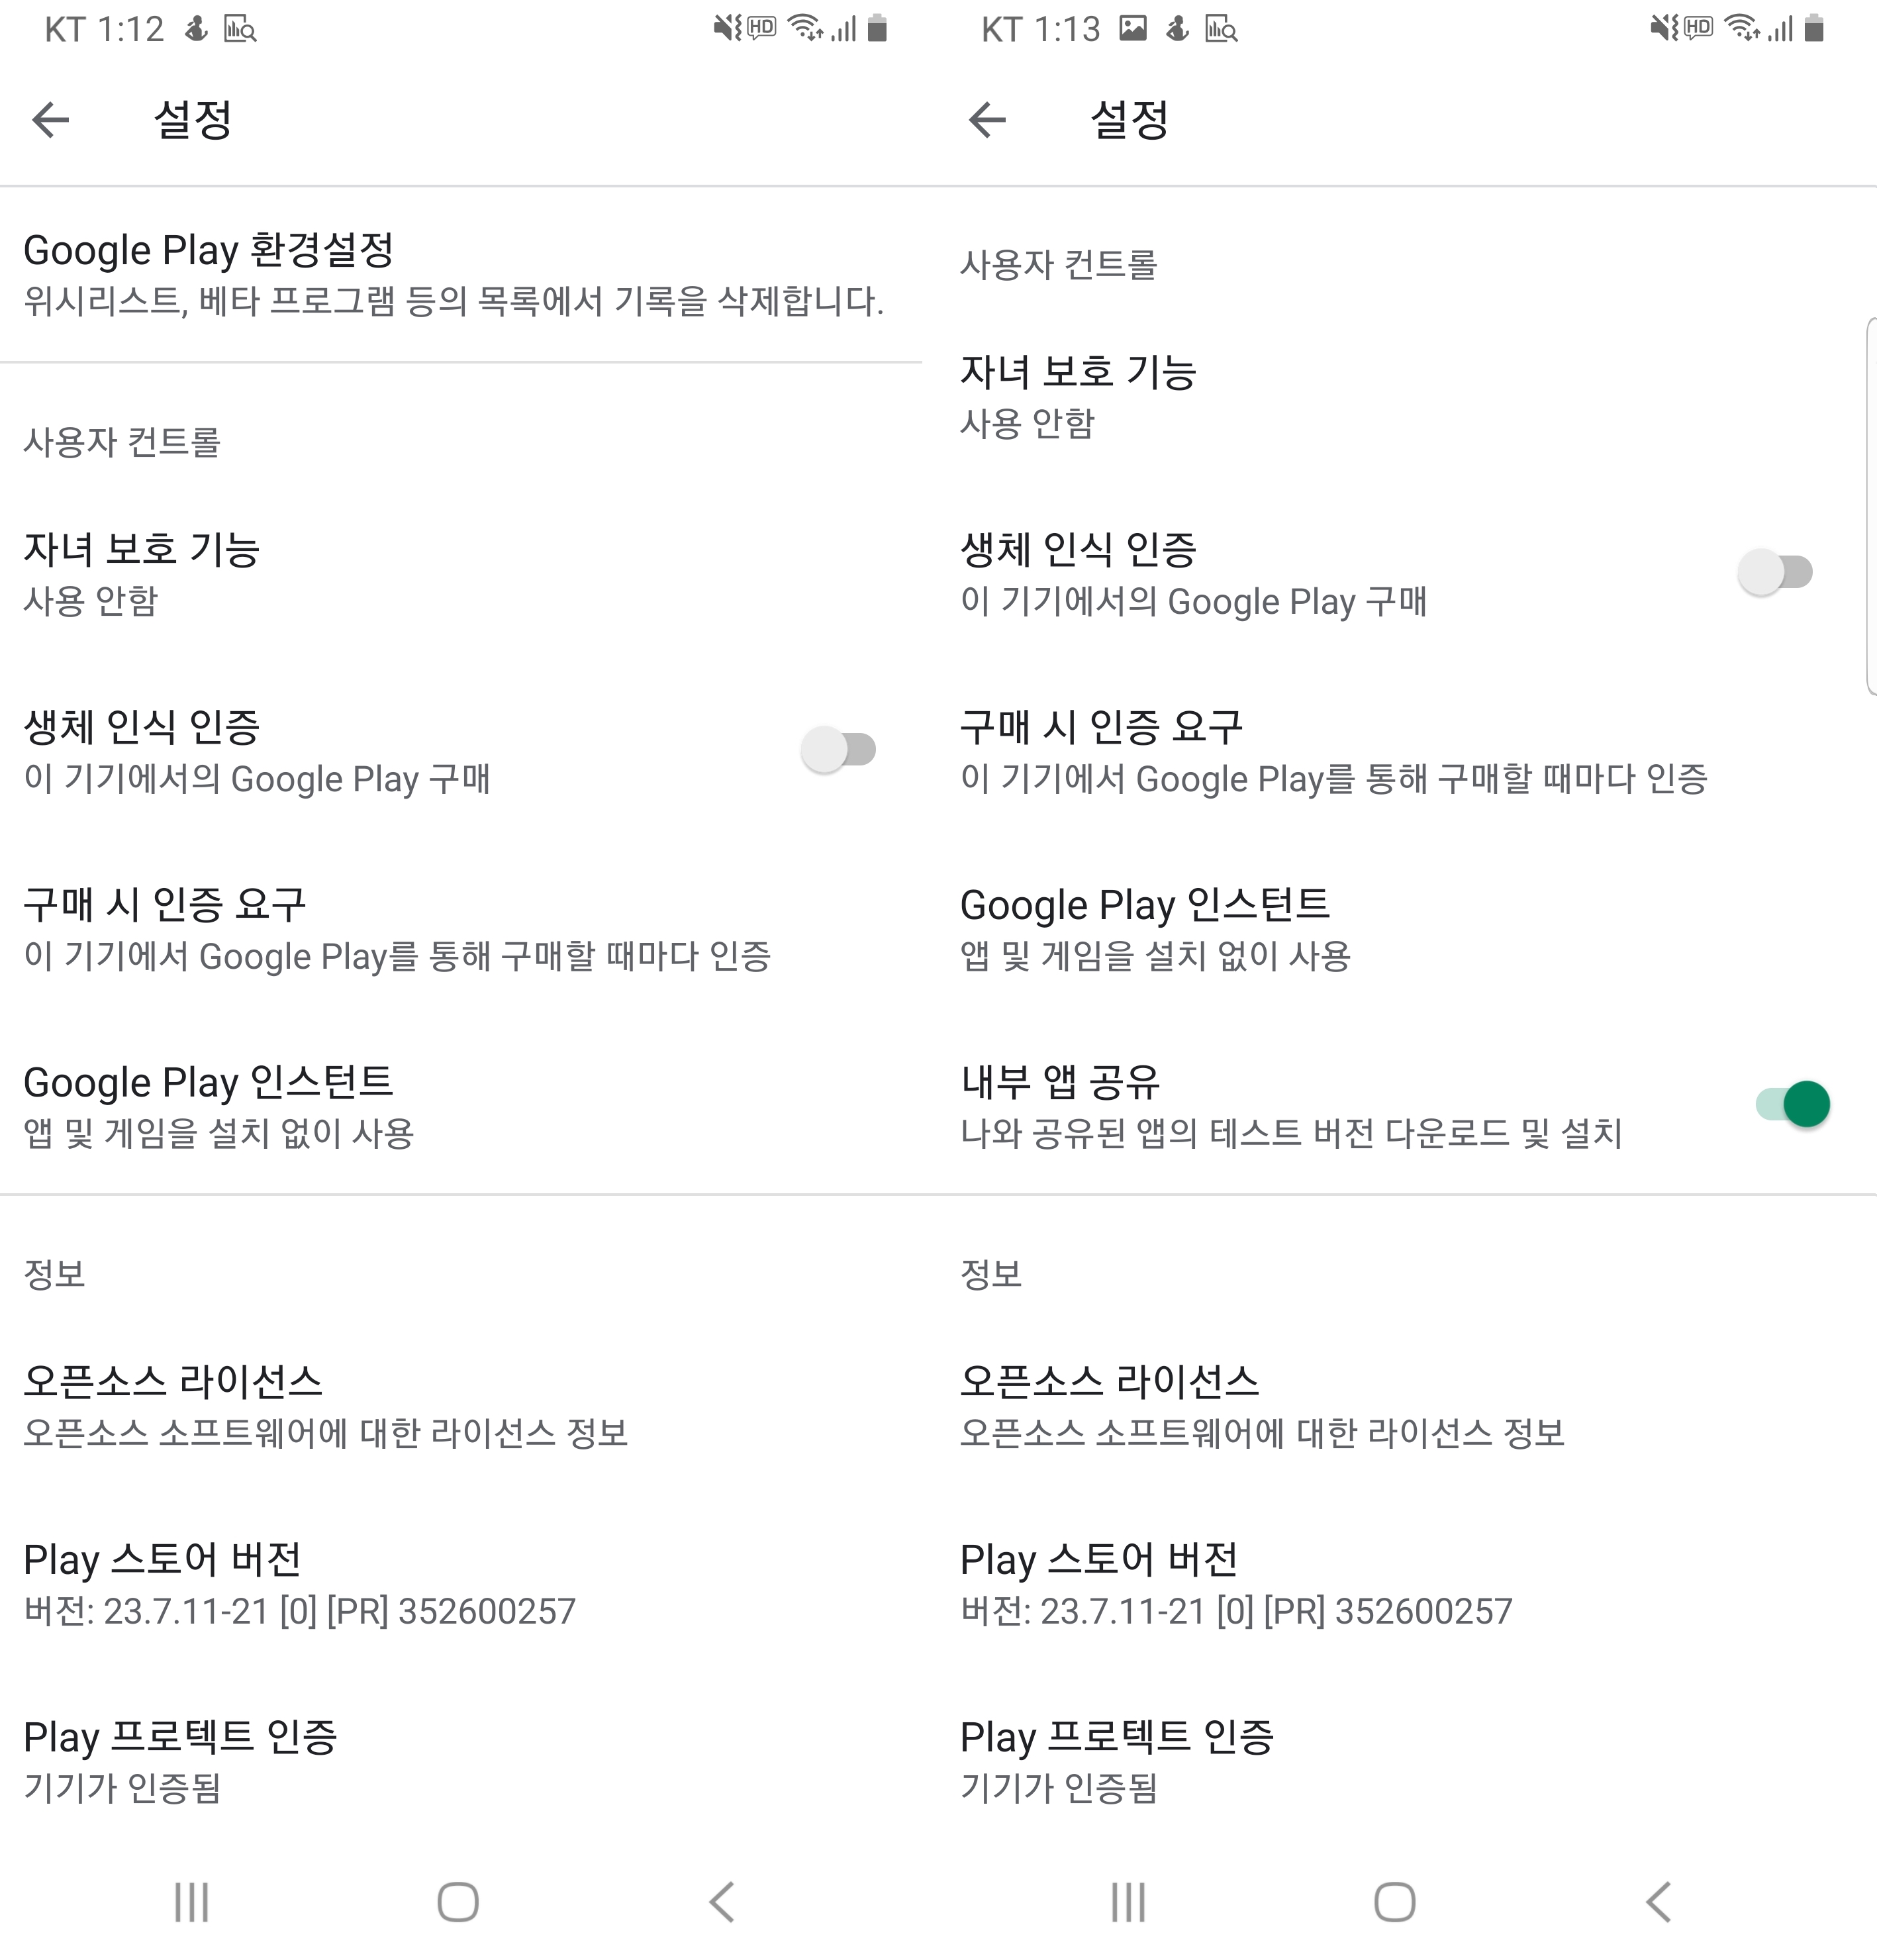 KT 1:12
HD
설정
Google Play 환경설정
위시리스트, 베타 프로그램 등의 목록에서 기록을 삭제합니다.
사용자 컨트롤
자녀 보호 기능
사용 안함
생체 인식 인증
이 기기에서의 Google Play 구매
구매 시 인증 요구
이 기기에서 Google Play를 통해 구매할 때마다 인증
Google Play 인스턴트
앱 및 게임을 설치 없이 사용
정보
오픈소스 라이선스
오픈소스 소프트웨어에 대한 라이선스 정보
Play 스토어 버전
버전: 23.7.11-21 [0] [PR] 352600257
Play 프로텍트 인증
기기가 인증됨
KT 1:13
HD
설정
사용자 컨트롤
자녀 보호 기능
사용 안함
생체 인식 인증
이 기기에서의 Google Play 구매
구매 시 인증 요구
이 기기에서 Google Play를 통해 구매할 때마다 인증
Google Play 인스턴트
앱 및 게임을 설치 없이 사용
내부 앱 공유
나와 공유된 앱의 테스트 버전 다운로드 및 설치
정보
오픈소스 라이선스
오픈소스 소프트웨어에 대한 라이선스 정보
Play 스토어 버전
버전: 23.7.11-21 [0] [PR] 352600257
Play 프로텍트 인증
기기가 인증됨